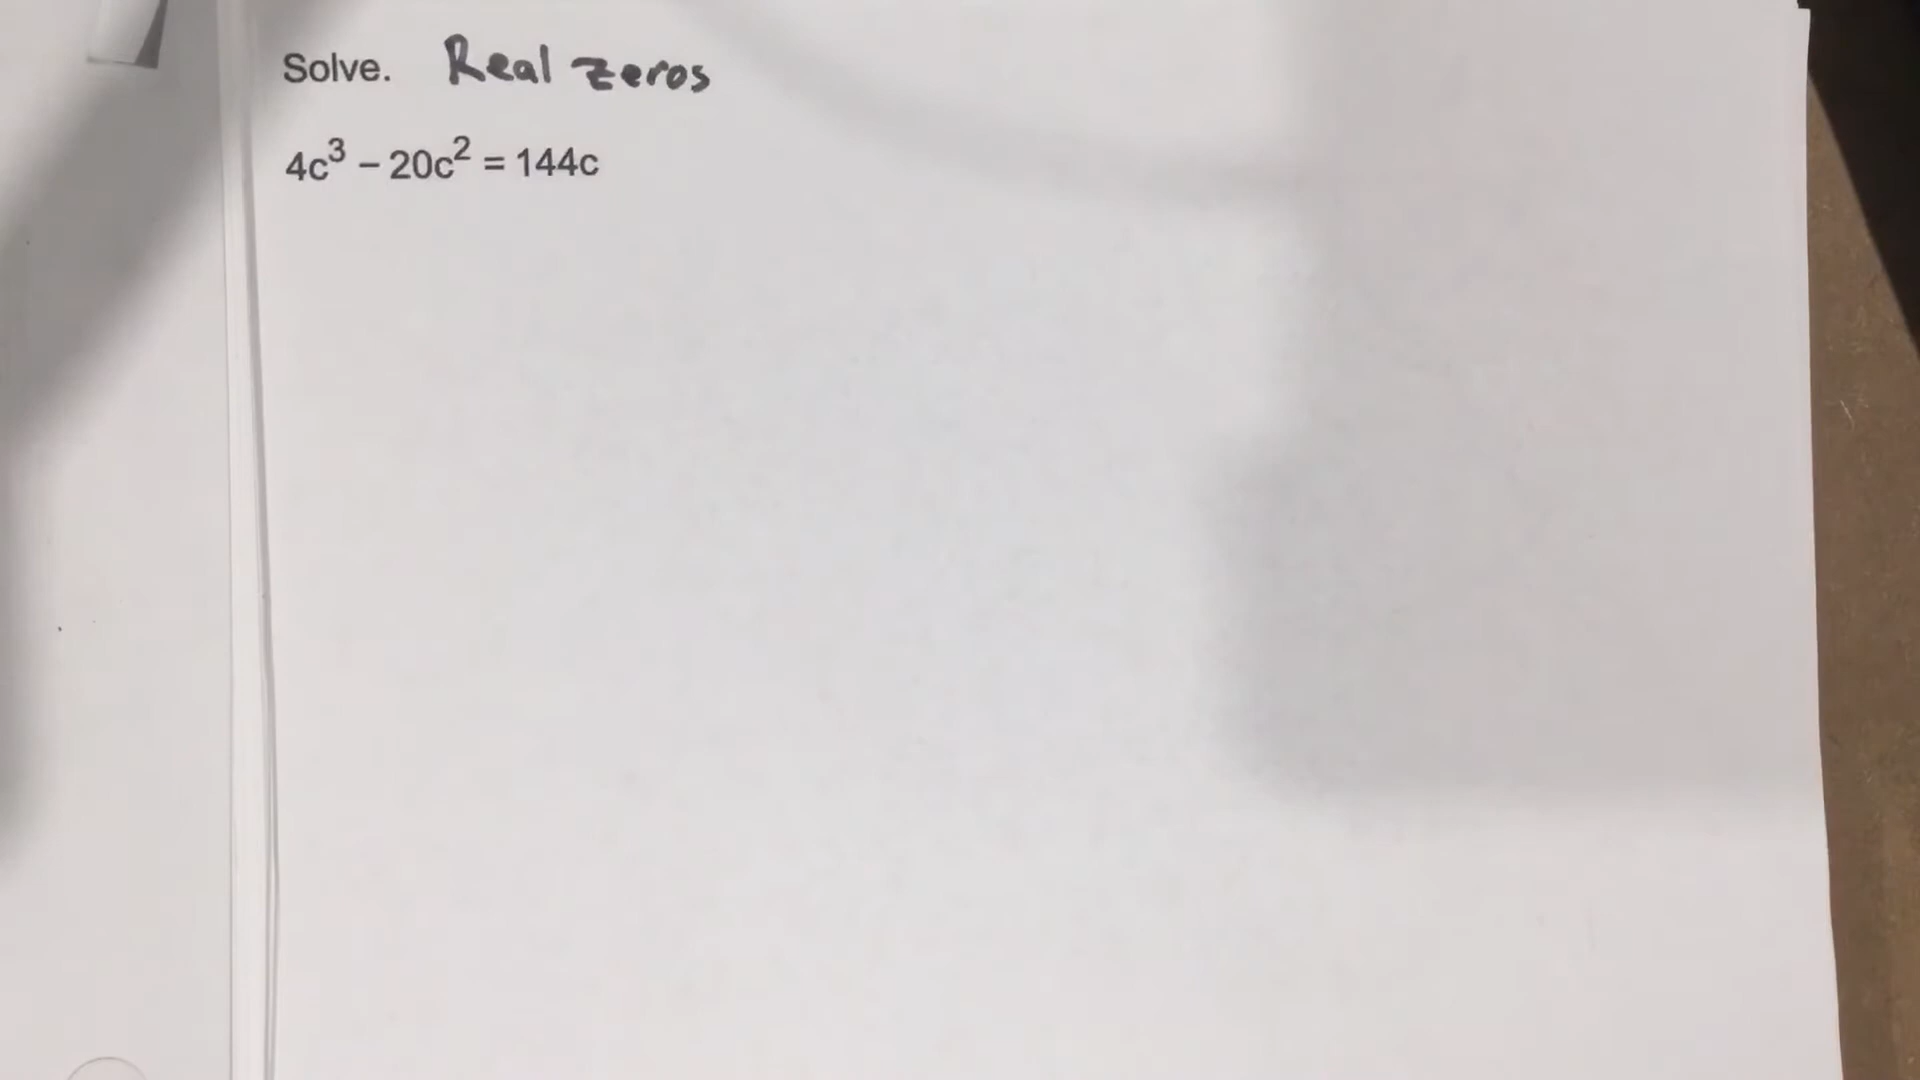 Solve. Real zeros
4c³ – 20c² = 144c